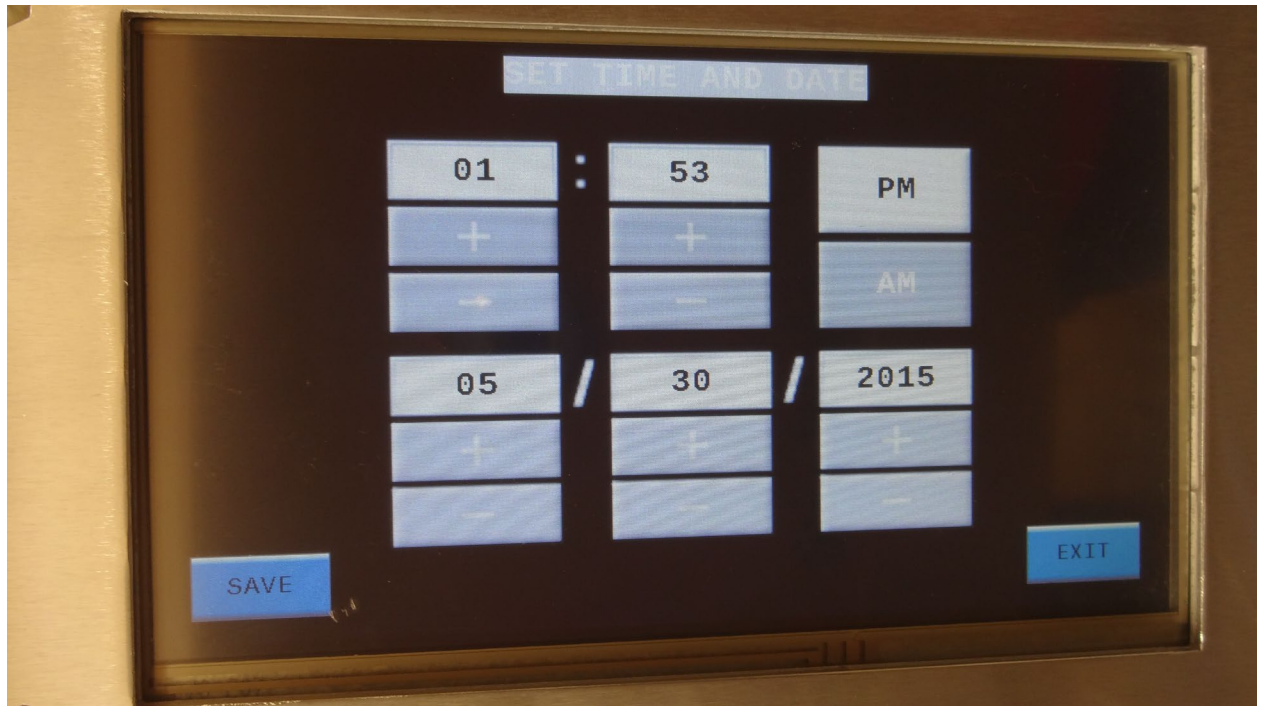 SET TIME AND DATE
01 : 53 PM
+ +
- - AM
05 / 30 / 2015
+ + +
- - -
SAVE
EXIT